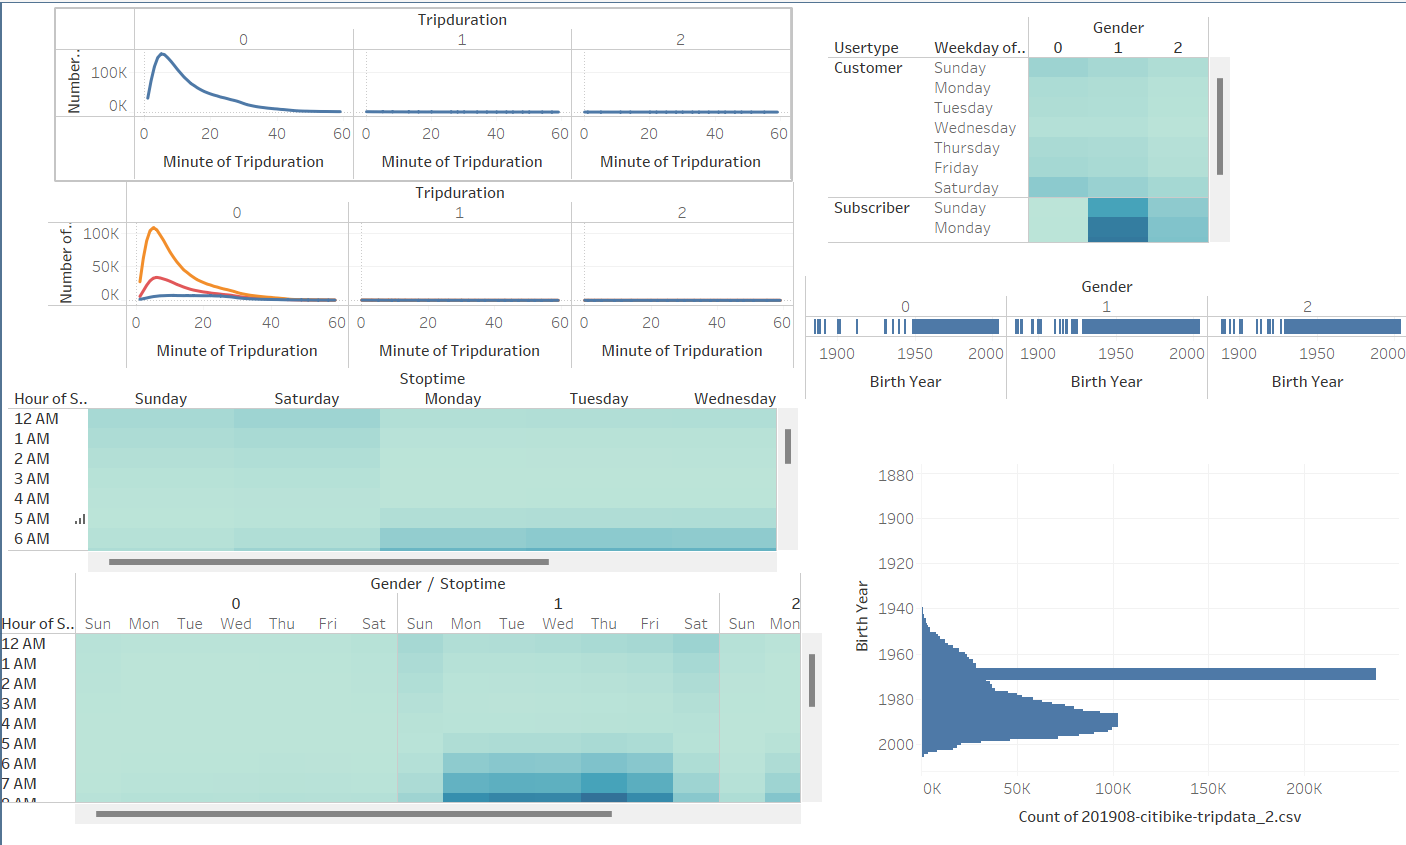 Tripduration
0 1 2
Number..
100K
0K
0 20 40 60 0 20 40 60 0 20 40 60
Minute of Tripduration Minute of Tripduration Minute of Tripduration
Tripduration
0 1 2
Number of..
100K
50K
0K
0 20 40 60 0 20 40 60 0 20 40 60
Minute of Tripduration Minute of Tripduration Minute of Tripduration
Stoptime
Hour of S.. Sunday Saturday Monday Tuesday Wednesday
12 AM
1 AM
2 AM
3 AM
4 AM
5 AM
6 AM
Gender / Stoptime
0 1 2
Hour of S.. Sun Mon Tue Wed Thu Fri Sat Sun Mon Tue Wed Thu Fri Sat Sun Mon
12 AM
1 AM
2 AM
3 AM
4 AM
5 AM
6 AM
7 AM
8 AM
Gender
Usertype Weekday of.. 0 1 2
Customer Sunday
Monday
Tuesday
Wednesday
Thursday
Friday
Saturday
Subscriber Sunday
Monday
Gender
0 1 2
1900 1950 2000 1900 1950 2000 1900 1950 2000
Birth Year Birth Year Birth Year
1880
1900
1920
1940
1960
1980
2000
Birth Year
0K 50K 100K 150K 200K
Count of 201908-citibike-tripdata_2.csv